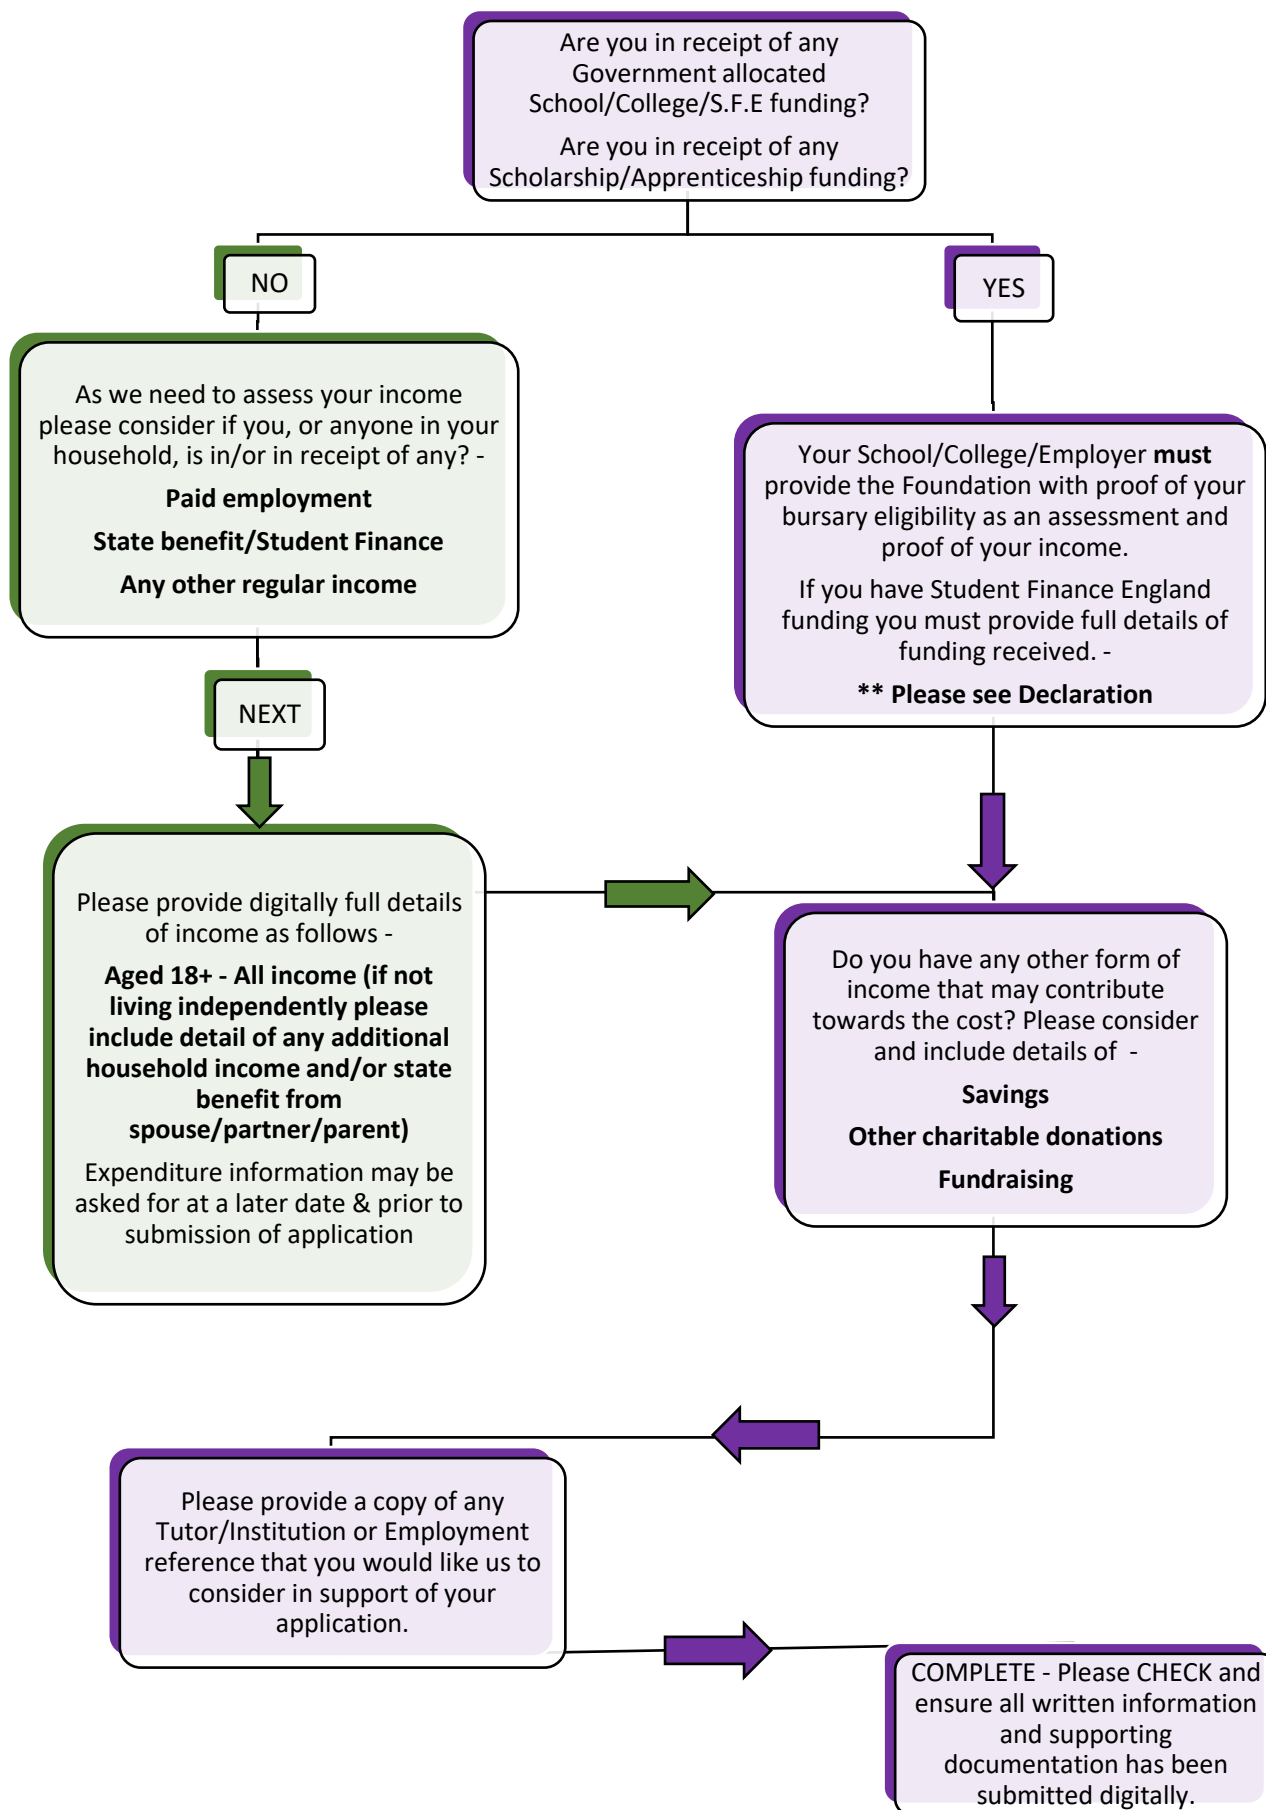 Are you in receipt of any
Government allocated
School/College/S.F.E funding?
Are you in receipt of any
Scholarship/Apprenticeship funding?
NO
YES
As we need to assess your income
please consider if you, or anyone in your
household, is in/or in receipt of any? -
Paid employment
State benefit/Student Finance
Any other regular income
Your School/College/Employer must
provide the Foundation with proof of your
bursary eligibility as an assessment and
proof of your income.
If you have Student Finance England
funding you must provide full details of
funding received. -
** Please see Declaration
NEXT
Please provide digitally full details
of income as follows -
Aged 18+ - All income (if not
living independently please
include detail of any additional
household income and/or state
benefit from
spouse/partner/parent)
Expenditure information may be
asked for at a later date & prior to
submission of application
Do you have any other form of
income that may contribute
towards the cost? Please consider
and include details of -
Savings
Other charitable donations
Fundraising
Please provide a copy of any
Tutor/Institution or Employment
reference that you would like us to
consider in support of your
application.
COMPLETE - Please CHECK and
ensure all written information
and supporting
documentation has been
submitted digitally.